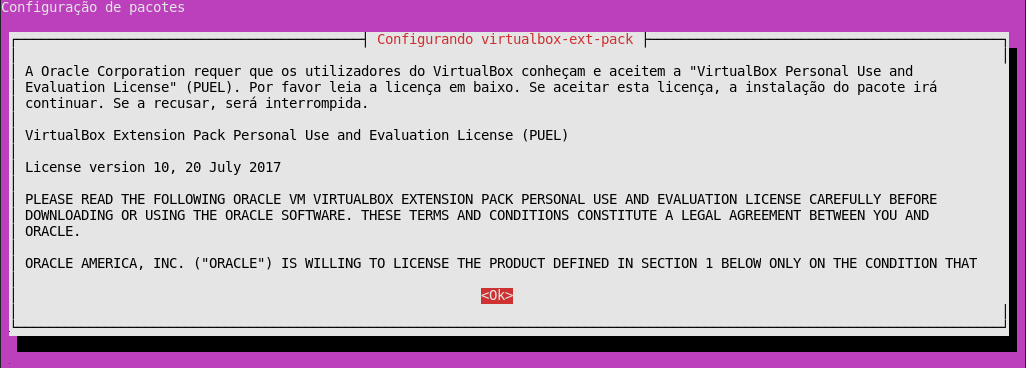 Configuração de pacotes
Configurando virtualbox-ext-pack
A Oracle Corporation requer que os utilizadores do VirtualBox conheçam e aceitem a "VirtualBox Personal Use and
Evaluation License" (PUEL). Por favor leia a licença em baixo. Se aceitar esta licença, a instalação do pacote irá
continuar. Se a recusar, será interrompida.
VirtualBox Extension Pack Personal Use and Evaluation License (PUEL)
License version 10, 20 July 2017
PLEASE READ THE FOLLOWING ORACLE VM VIRTUALBOX EXTENSION PACK PERSONAL USE AND EVALUATION LICENSE CAREFULLY BEFORE
DOWNLOADING OR USING THE ORACLE SOFTWARE. THESE TERMS AND CONDITIONS CONSTITUTE A LEGAL AGREEMENT BETWEEN YOU AND
ORACLE.
ORACLE AMERICA, INC. ("ORACLE") IS WILLING TO LICENSE THE PRODUCT DEFINED IN SECTION 1 BELOW ONLY ON THE CONDITION THAT
<Ok>